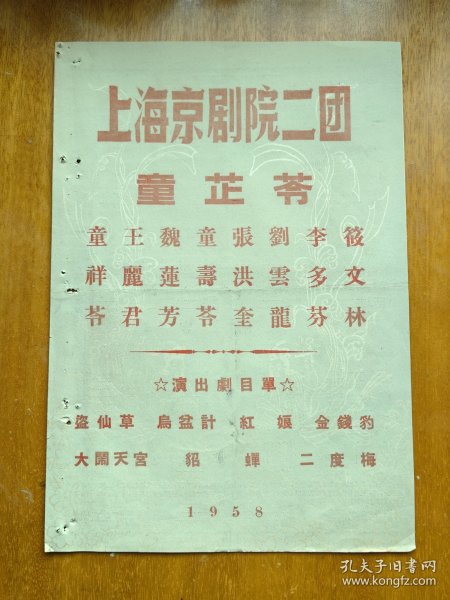 上海京剧院二团
童芷苓
童 王 魏 童 張 劉 李 筱
祥 麗 蓮 壽 洪 雲 多 文
苓 君 芳 苓 奎 龍 芬 林
☆演出劇目單☆
盗仙草 烏盆計 紅娘 金錢豹
大鬧天宮 貂蟬 二度梅
1958
孔夫子旧书网
www.kongfz.com